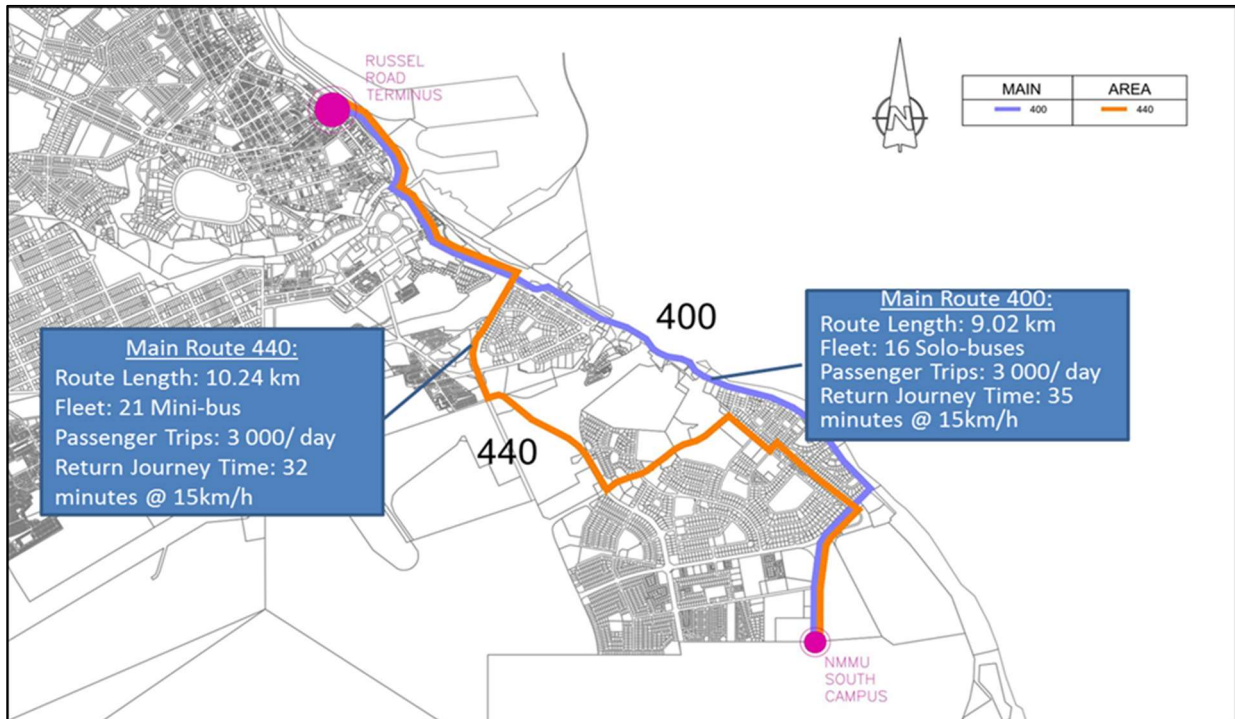 RUSSEL
ROAD
TERMINUS
N
MAIN AREA
400 440
400
Main Route 400:
Route Length: 9.02 km
Fleet: 16 Solo-buses
Passenger Trips: 3 000/ day
Return Journey Time: 35
minutes @ 15km/h
Main Route 440:
Route Length: 10.24 km
Fleet: 21 Mini-bus
Passenger Trips: 3 000/ day
Return Journey Time: 32
minutes @ 15km/h
440
NMMU
SOUTH
CAMPUS